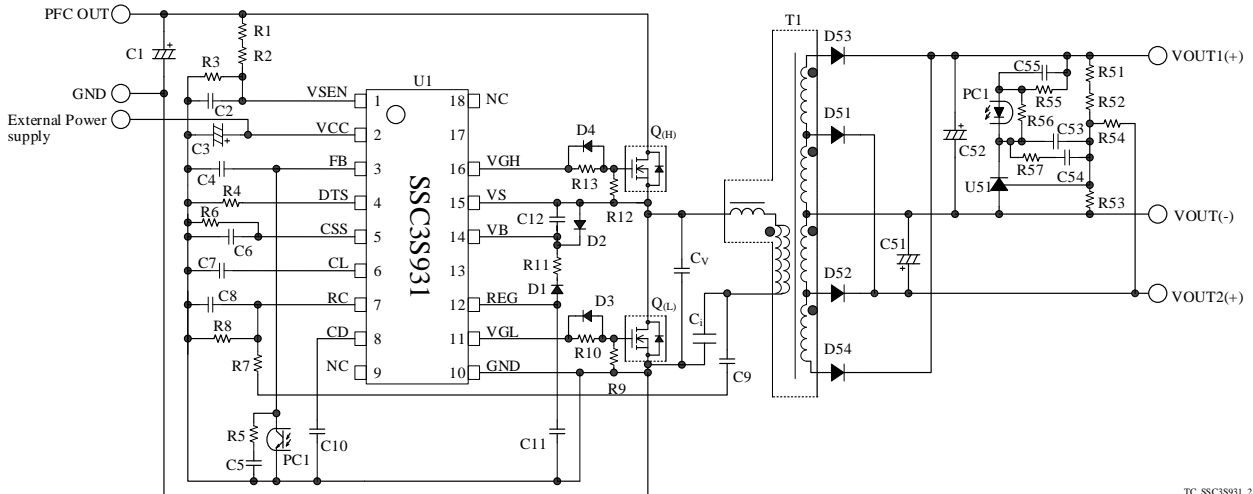 PFC OUT
T1
R1
C1
R2
D53
VOUT1(+)
R3
U1
C55
R51
GND
VSEN
1
18
NC
D4
Q(H)
PC1
R55
C2
R52
External Power
supply
VCC
2
17
D51
R56
C53
R54
C3
FB
3
16
VGH
C52
C4
R13
R57
C54
R4
DTS
4
SSC3S931
15
VS
R12
U51
R53
R6
C12
VOUT(-)
CSS
5
14
VB
D2
C6
C51
C7
CL
6
13
R11
CV
D1
C8
RC
7
12
REG
D3
Q(L)
Ci
D52
VOUT2(+)
R8
CD
8
11
VGL
R10
R7
C9
D54
NC
9
10
GND
R9
R5
C10
C11
C5
PC1
TC_SSC3S931_2